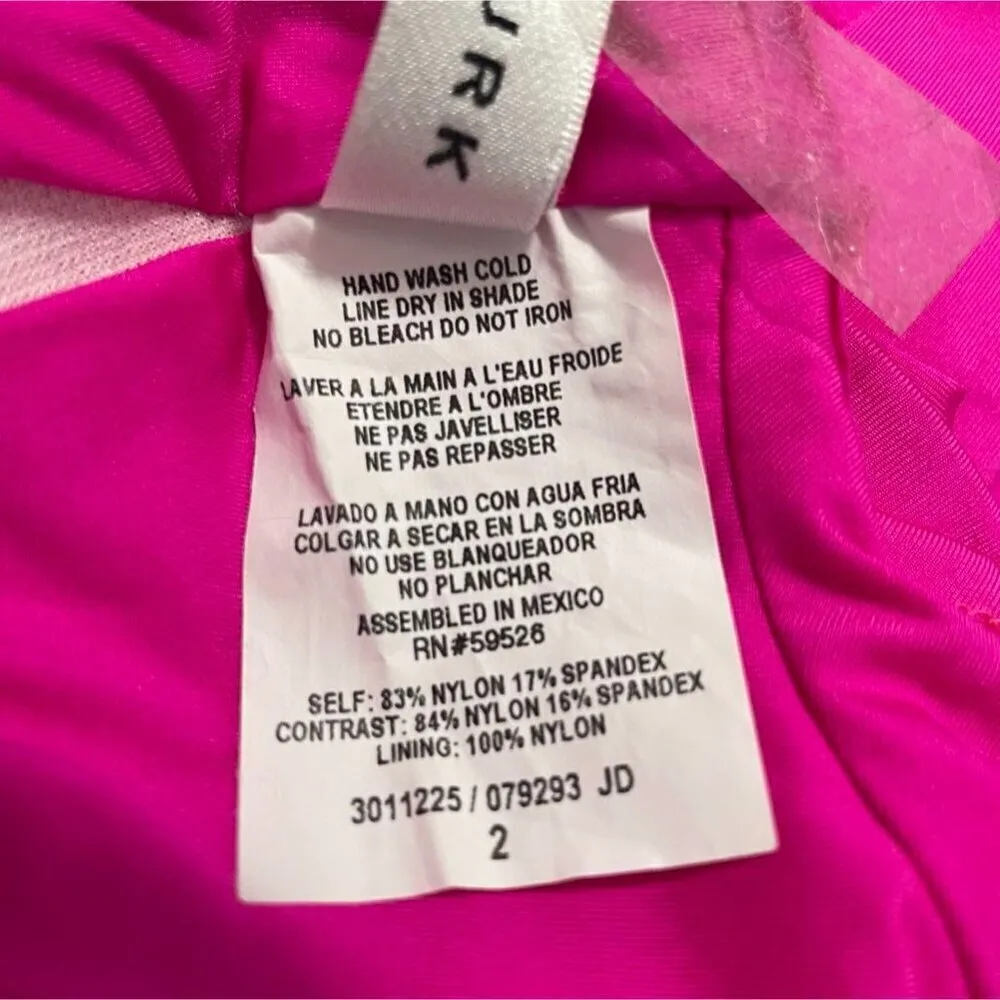 URK
HAND WASH COLD
LINE DRY IN SHADE
NO BLEACH DO NOT IRON
LAVER A LA MAIN A L'EAU FROIDE
ETENDRE A L'OMBRE
NE PAS JAVELLISER
NE PAS REPASSER
LAVADO A MANO CON AGUA FRIA
COLGAR A SECAR EN LA SOMBRA
NO USE BLANQUEADOR
NO PLANCHAR
ASSEMBLED IN MEXICO
RN#59526
SELF: 83% NYLON 17% SPANDEX
CONTRAST: 84% NYLON 16% SPANDEX
LINING: 100% NYLON
3011225 / 079293 JD
2